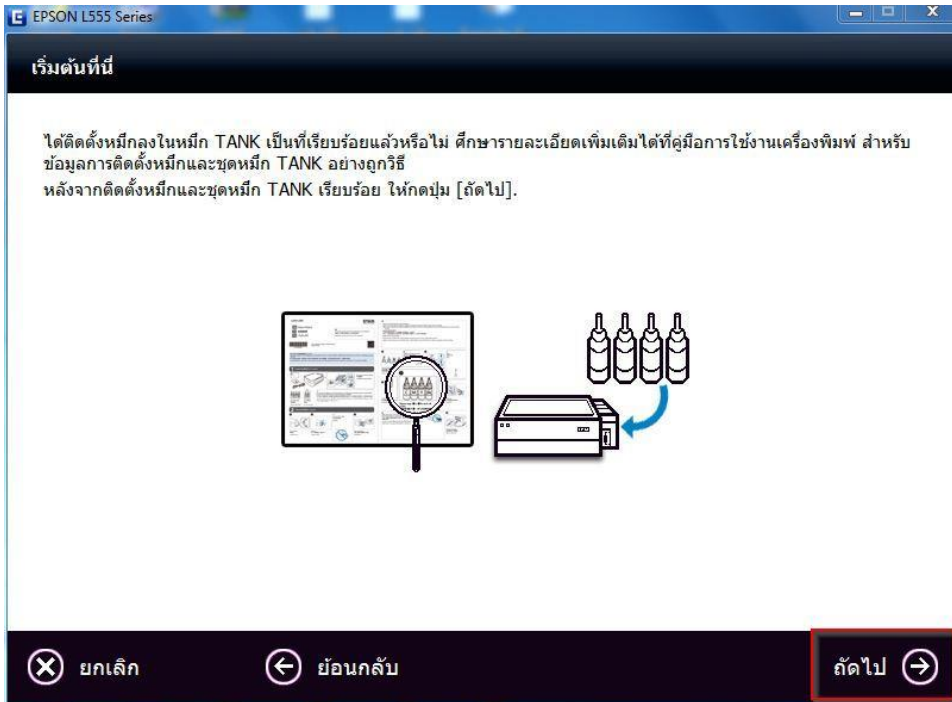 EPSON L555 Series
เริ่มต้นที่นี่
ได้ติดตั้งหมึกลงในหมึก TANK เป็นที่เรียบร้อยแล้วหรือไม่ ศึกษารายละเอียดเพิ่มเติมได้ที่คู่มือการใช้งานเครื่องพิมพ์ สำหรับ
ข้อมูลการติดตั้งหมึกและชุดหมึก TANK อย่างถูกวิธี
หลังจากติดตั้งหมึกและชุดหมึก TANK เรียบร้อย ให้กดปุ่ม [ถัดไป].
ยกเลิก
ย้อนกลับ
ถัดไป